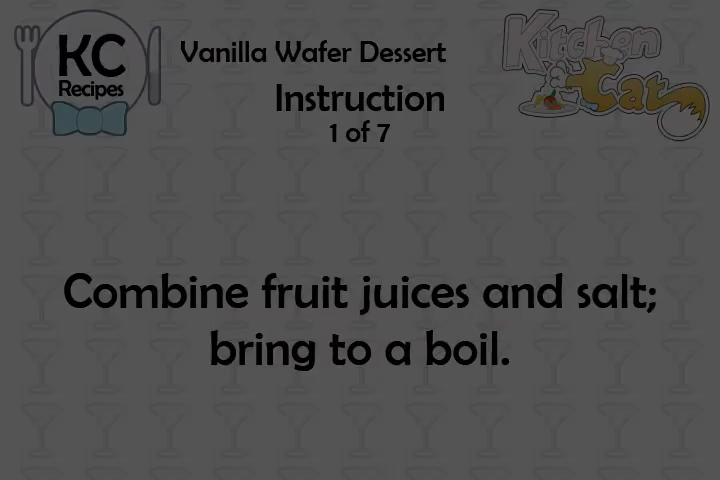 KC
Recipes
Vanilla Wafer Dessert
Instruction
1 of 7
Kitchen
Cat
Combine fruit juices and salt;
bring to a boil.